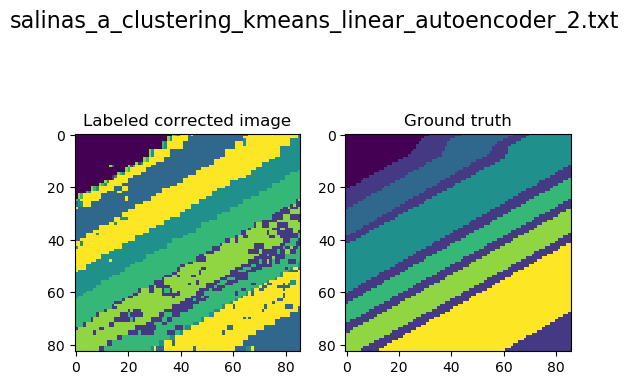 salinas_a_clustering_kmeans_linear_autoencoder_2.txt
Labeled corrected image
Ground truth
0
20
40
60
80
0 20 40 60 80
0
20
40
60
80
0 20 40 60 80